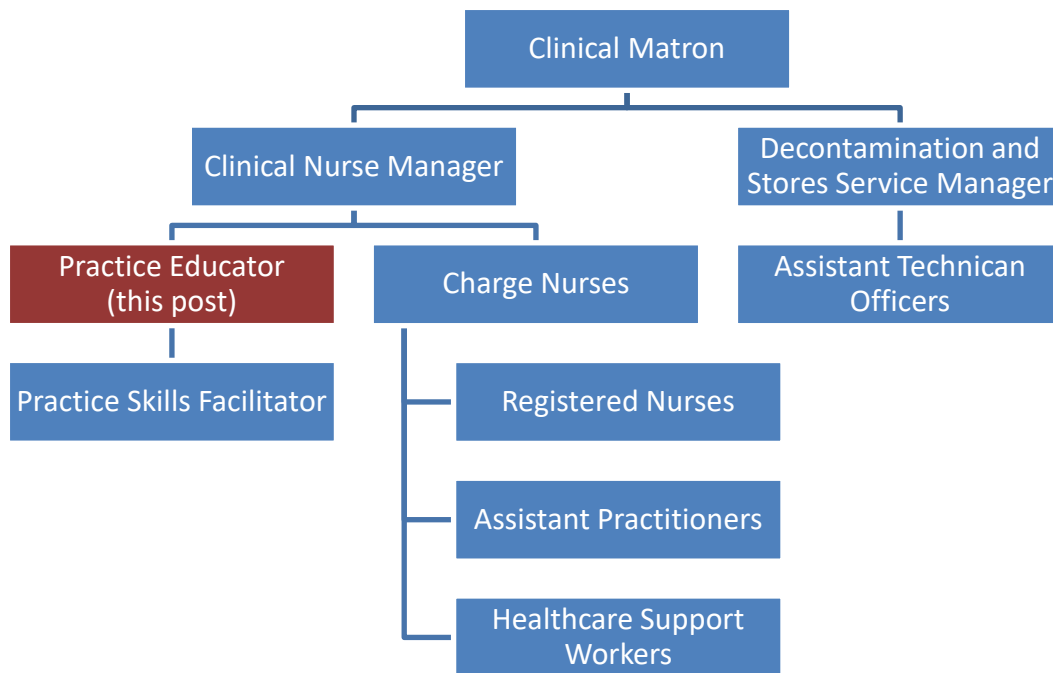 Clinical Matron
Clinical Nurse Manager
Decontamination and
Stores Service Manager
Practice Educator
(this post)
Charge Nurses
Assistant Technican
Officers
Practice Skills Facilitator
Registered Nurses
Assistant Practitioners
Healthcare Support
Workers